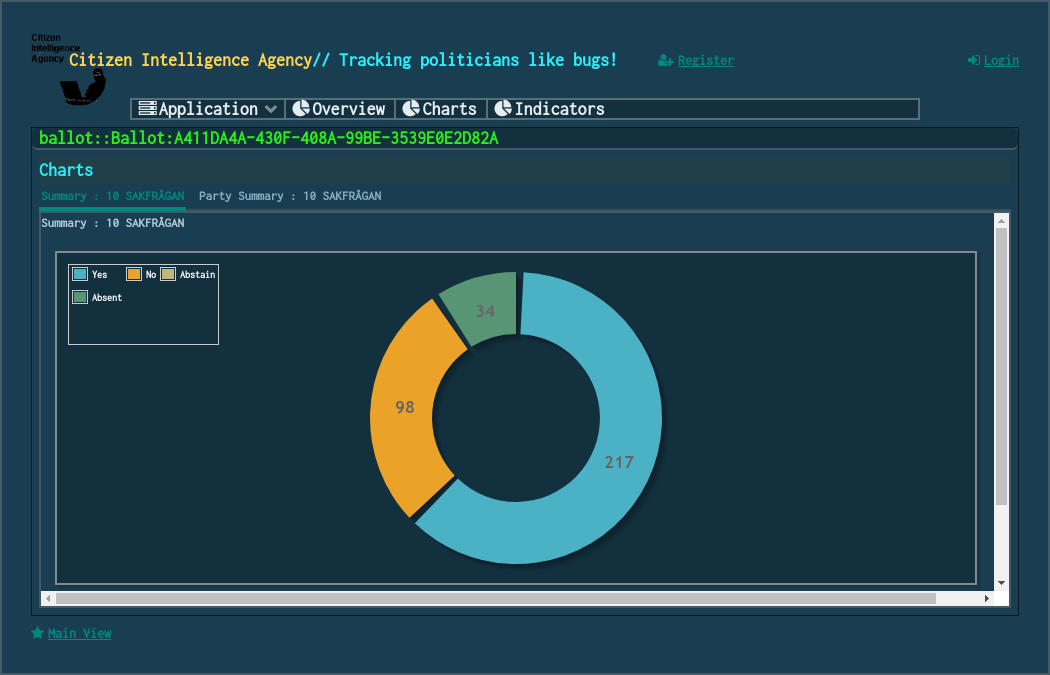 Citizen
Intelligence
Agency
Citizen Intelligence Agency// Tracking politicians like bugs!
Register
Login
Application
Overview
Charts
Indicators
ballot::Ballot:A411DA4A-430F-408A-99BE-3539E0E2D82A
Charts
Summary : 10 SAKFRÅGAN
Party Summary : 10 SAKFRÅGAN
Summary : 10 SAKFRÅGAN
Yes
No
Abstain
Absent
34
98
217
Main View